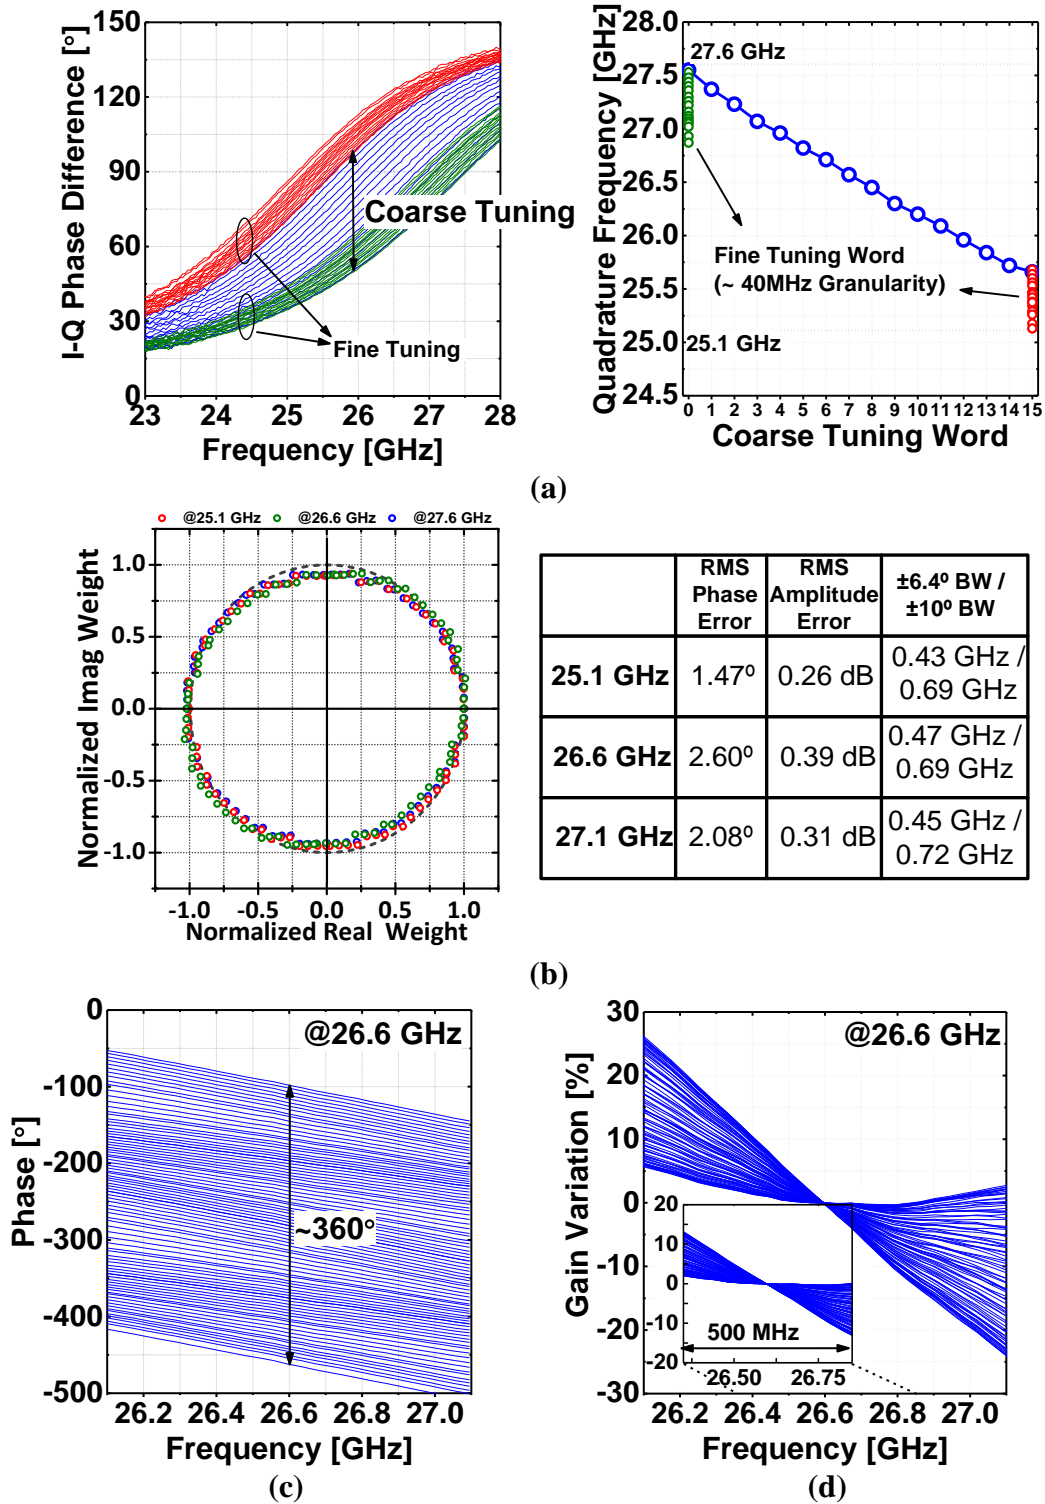 150
120
90
60
30
0
I-Q Phase Difference [°]
Coarse Tuning
Fine Tuning
23 24 25 26 27 28
Frequency [GHz]
28.0
27.5
27.0
26.5
26.0
25.5
25.0
24.5
Quadrature Frequency [GHz]
27.6 GHz
Fine Tuning Word
(~ 40MHz Granularity)
25.1 GHz
0 1 2 3 4 5 6 7 8 9 10 11 12 13 14 15
Coarse Tuning Word
(a)
@25.1 GHz @26.6 GHz @27.6 GHz
1.0
0.5
0.0
-0.5
-1.0
Normalized Imag Weight
-1.0 -0.5 0.0 0.5 1.0
Normalized Real Weight
RMS Phase Error RMS Amplitude Error ±6.4º BW / ±10º BW
25.1 GHz 1.47º 0.26 dB 0.43 GHz / 0.69 GHz
26.6 GHz 2.60º 0.39 dB 0.47 GHz / 0.69 GHz
27.1 GHz 2.08º 0.31 dB 0.45 GHz / 0.72 GHz
(b)
0
-100
-200
-300
-400
-500
Phase [°]
@26.6 GHz
~360°
26.2 26.4 26.6 26.8 27.0
Frequency [GHz]
(c)
30
20
10
0
-10
-20
-30
Gain Variation [%]
@26.6 GHz
20
10
0
-10
-20
500 MHz
26.50 26.75
26.2 26.4 26.6 26.8 27.0
Frequency [GHz]
(d)